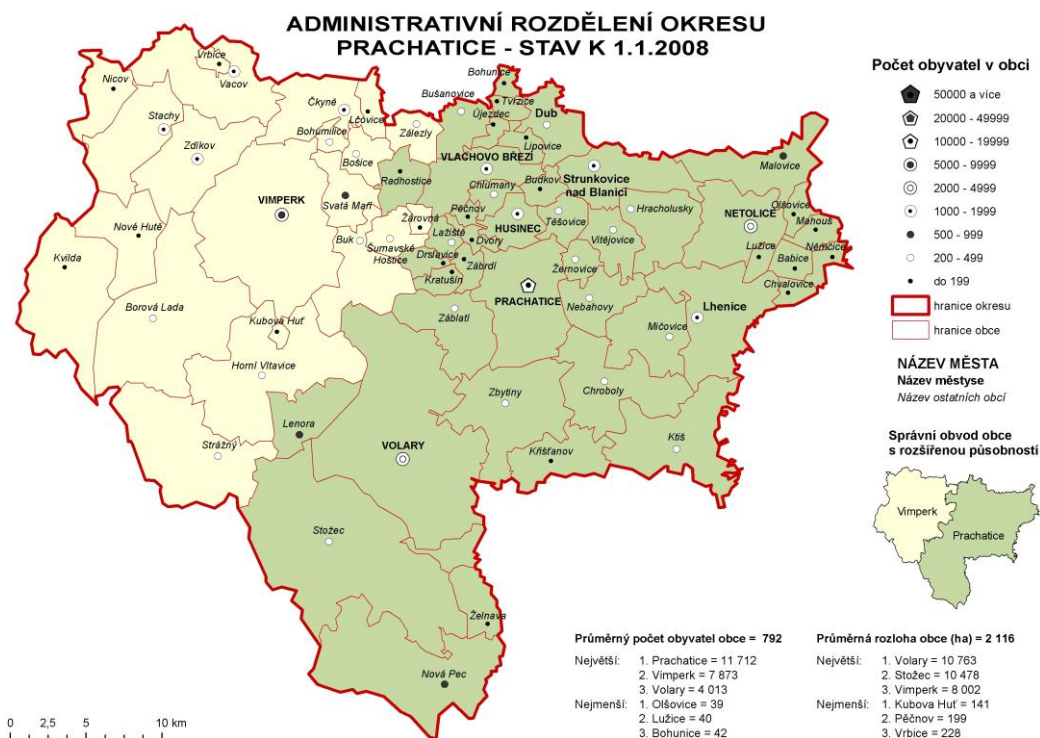 ADMINISTRATIVNÍ ROZDĚLENÍ OKRESU
PRACHATICE - STAV K 1.1.2008
Počet obyvatel v obci
50000 a více
20000 - 49999
10000 - 19999
5000 - 9999
2000 - 4999
1000 - 1999
500 - 999
200 - 499
do 199
hranice okresu
hranice obce
NÁZEV MĚSTA
Název městyse
Název ostatních obcí
Správní obvod obce
s rozšířenou působností
Vimperk
Prachatice
Vrbice
Vacov
Nicov
Stachy
Zdíkov
Čkyně
Lčovice
Bohumilice
Bošice
Zálezly
Bohunice
Bušanovice
Tvrzice
Újezdec
Dub
Lipovice
VLACHOVO BŘEZÍ
Radhostice
Chlumany
Budkov
Strunkovice
nad Blanicí
Malovice
VIMPERK
Svatá Maří
Nové Hutě
Kvilda
Buk
Šumavské
Hoštice
Žárovná
Pěčnov
Lažiště
Dvory
Drslavice
Zábrdí
Kratušín
HUSINEC
Těšovice
Hracholusky
Vitějovice
Žernovice
NETOLICE
Olšovice
Mahouš
Lužice
Babice
Němčice
Chvalovice
Borová Lada
Kubova Huť
Horní Vltavice
Záblatí
PRACHATICE
Nebahovy
Lhenice
Mičovice
Lenora
Strážný
VOLARY
Zbytiny
Chroboly
Křišťanov
Ktiš
Stožec
Želnava
Nová Pec
0 2,5 5 10 km
Průměrný počet obyvatel obce = 792
Největší: 1. Prachatice = 11 712
2. Vimperk = 7 873
3. Volary = 4 013
Nejmenší: 1. Olšovice = 39
2. Lužice = 40
3. Bohunice = 42
Průměrná rozloha obce (ha) = 2 116
Největší: 1. Volary = 10 763
2. Stožec = 10 478
3. Vimperk = 8 002
Nejmenší: 1. Kubova Huť = 141
2. Pěčnov = 199
3. Vrbice = 228